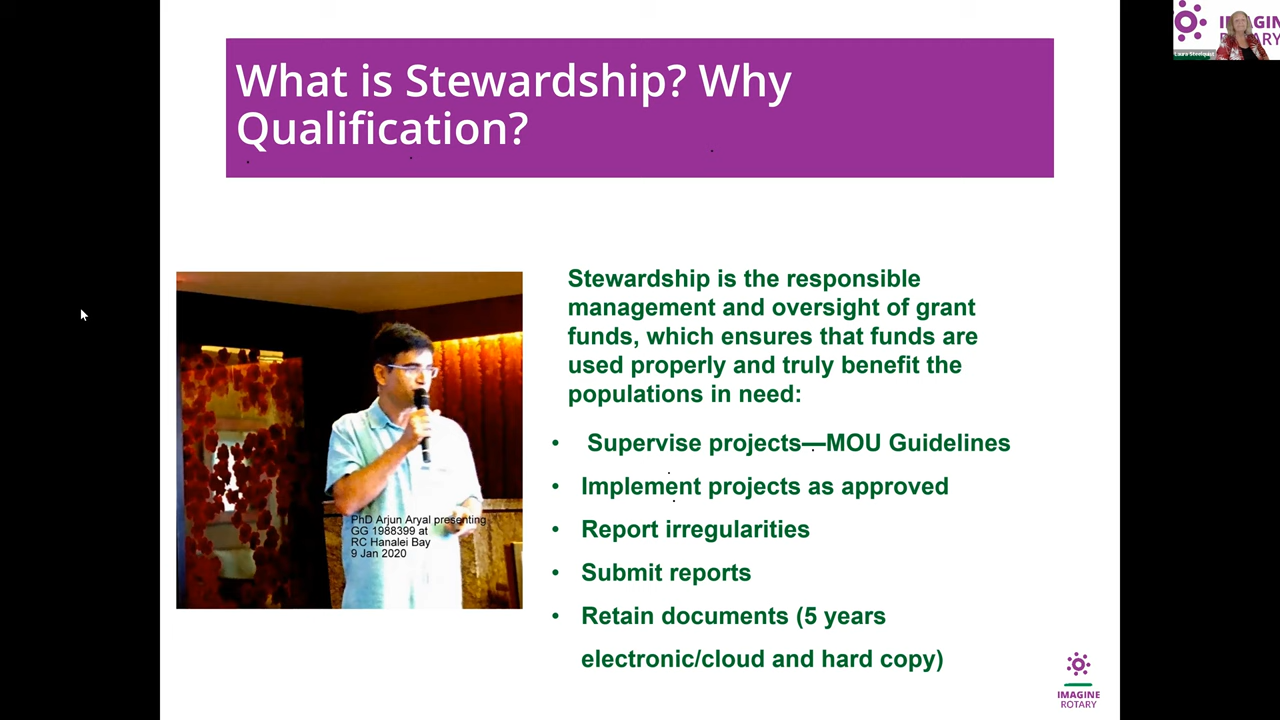 What is Stewardship? Why
Qualification?
Stewardship is the responsible
management and oversight of grant
funds, which ensures that funds are
used properly and truly benefit the
populations in need:
• Supervise projects—MOU Guidelines
• Implement projects as approved
• Report irregularities
• Submit reports
• Retain documents (5 years
electronic/cloud and hard copy)
PhD Arjun Aryal presenting
GG 1988399 at
RC Hanalei Bay
9 Jan 2020
IMAGINE
ROTARY
Laura Steelquist